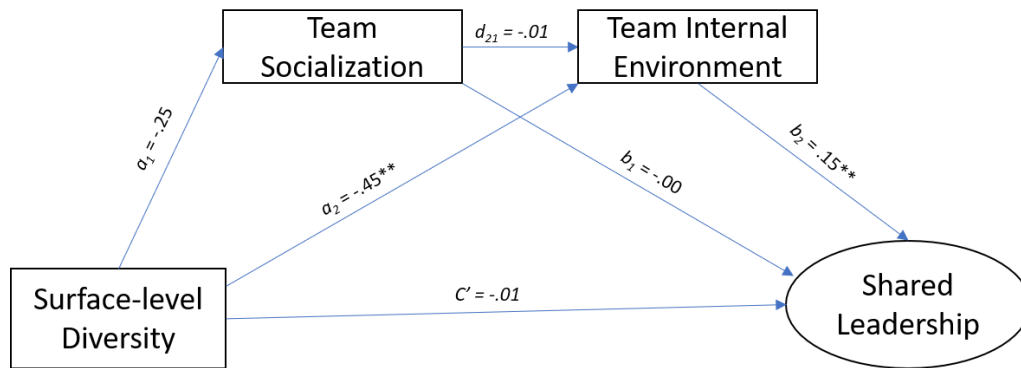 Team
Socialization
d21 = -.01
Team Internal
Environment
a1 = -.25
a2 = -.45**
b1 = -.00
b2 = .15**
Surface-level
Diversity
C’ = -.01
Shared
Leadership